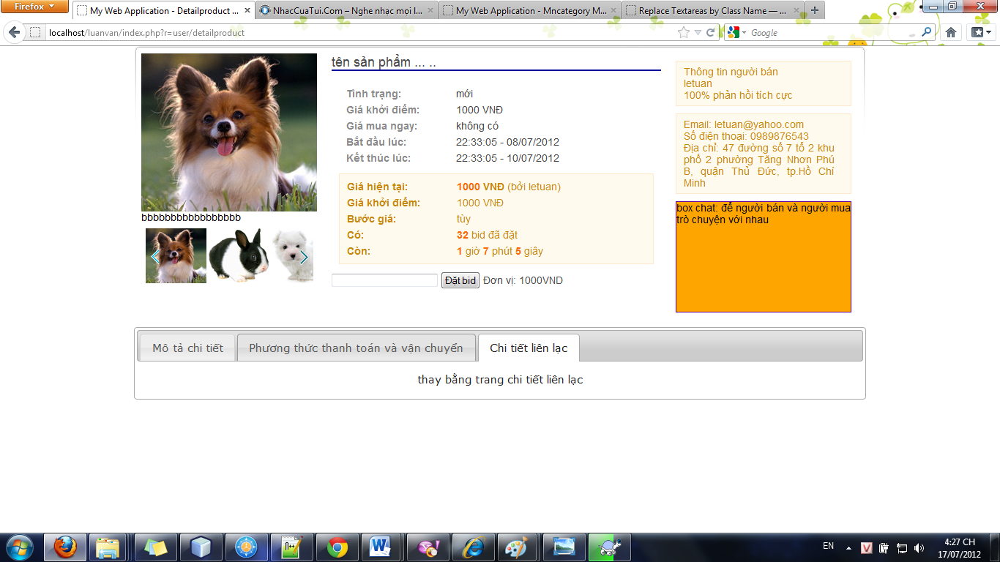 Firefox
My Web Application - Detailproduct ...
NhacCuaTui.Com – Nghe nhạc mọi l...
My Web Application - Mncategory M...
Replace Textareas by Class Name — ...
localhost/luanvan/index.php?r=user/detailproduct
Google
tên sản phẩm ... ..
Tình trạng: mới
Giá khởi điểm: 1000 VNĐ
Giá mua ngay: không có
Bắt đầu lúc: 22:33:05 - 08/07/2012
Kết thúc lúc: 22:33:05 - 10/07/2012
Giá hiện tại: 1000 VNĐ (bởi letuan)
Giá khởi điểm: 1000 VNĐ
Bước giá: tùy
Có: 32 bid đã đặt
Còn: 1 giờ 7 phút 5 giây
Đặt bid Đơn vị: 1000VND
bbbbbbbbbbbbbbbbb
Thông tin người bán
letuan
100% phản hồi tích cực
Email: letuan@yahoo.com
Số điện thoại: 0989876543
Địa chỉ: 47 đường số 7 tổ 2 khu
phố 2 phường Tăng Nhơn Phú
B, quận Thủ Đức, tp.Hồ Chí
Minh
box chat: để người bán và người mua
trò chuyện với nhau
Mô tả chi tiết
Phương thức thanh toán và vận chuyển
Chi tiết liên lạc
thay bằng trang chi tiết liên lạc
EN
4:27 CH
17/07/2012